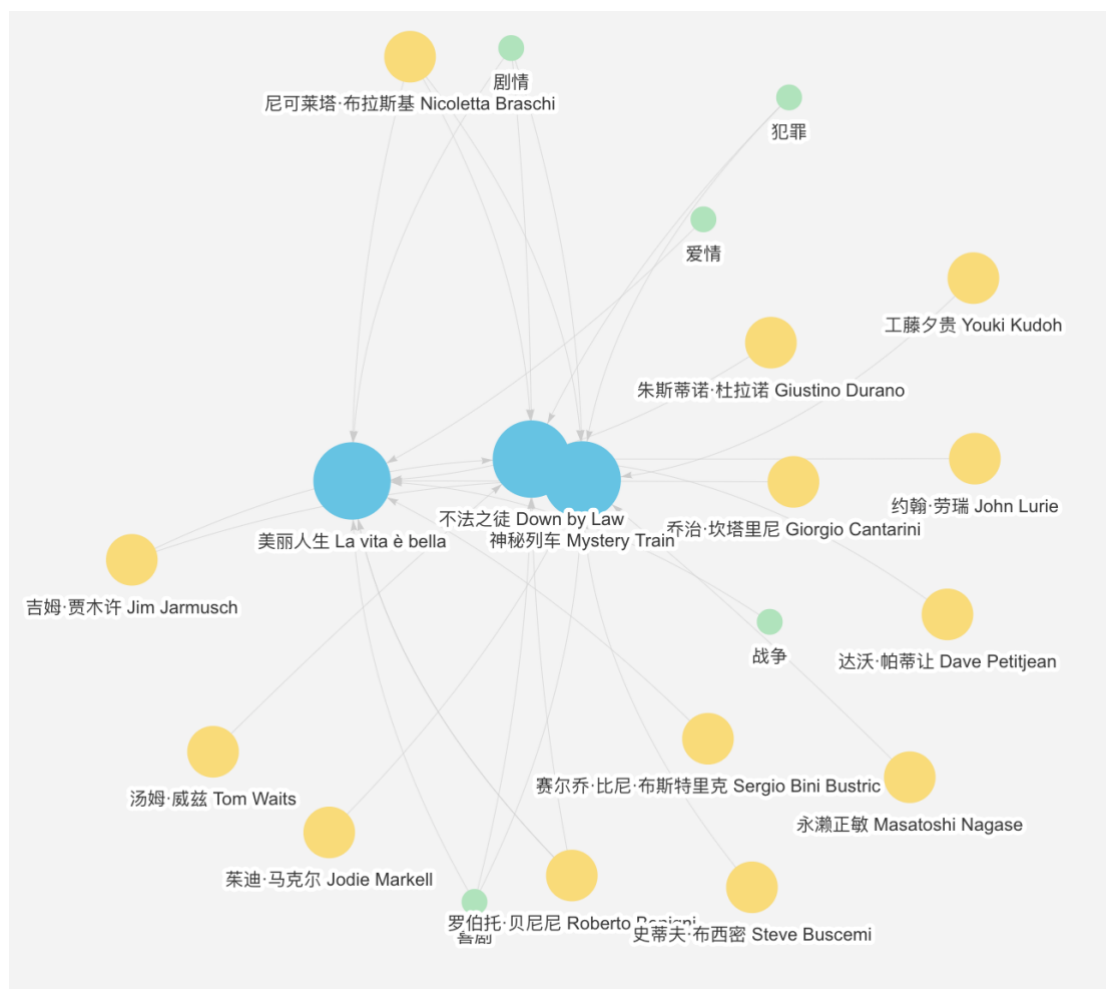 剧情
尼可莱塔·布拉斯基 Nicoletta Braschi
犯罪
爱情
工藤夕贵 Youki Kudoh
朱斯蒂诺·杜拉诺 Giustino Durano
约翰·劳瑞 John Lurie
不法之徒 Down by Law
乔治·坎塔里尼 Giorgio Cantarini
美丽人生 La vita è bella
神秘列车 Mystery Train
吉姆·贾木许 Jim Jarmusch
战争
达沃·帕蒂让 Dave Petitjean
赛尔乔·比尼·布斯特里克 Sergio Bini Bustric
汤姆·威兹 Tom Waits
永濑正敏 Masatoshi Nagase
茱迪·马克尔 Jodie Markell
罗伯托·贝尼尼 Roberto Benigni
史蒂夫·布西密 Steve Buscemi
喜剧